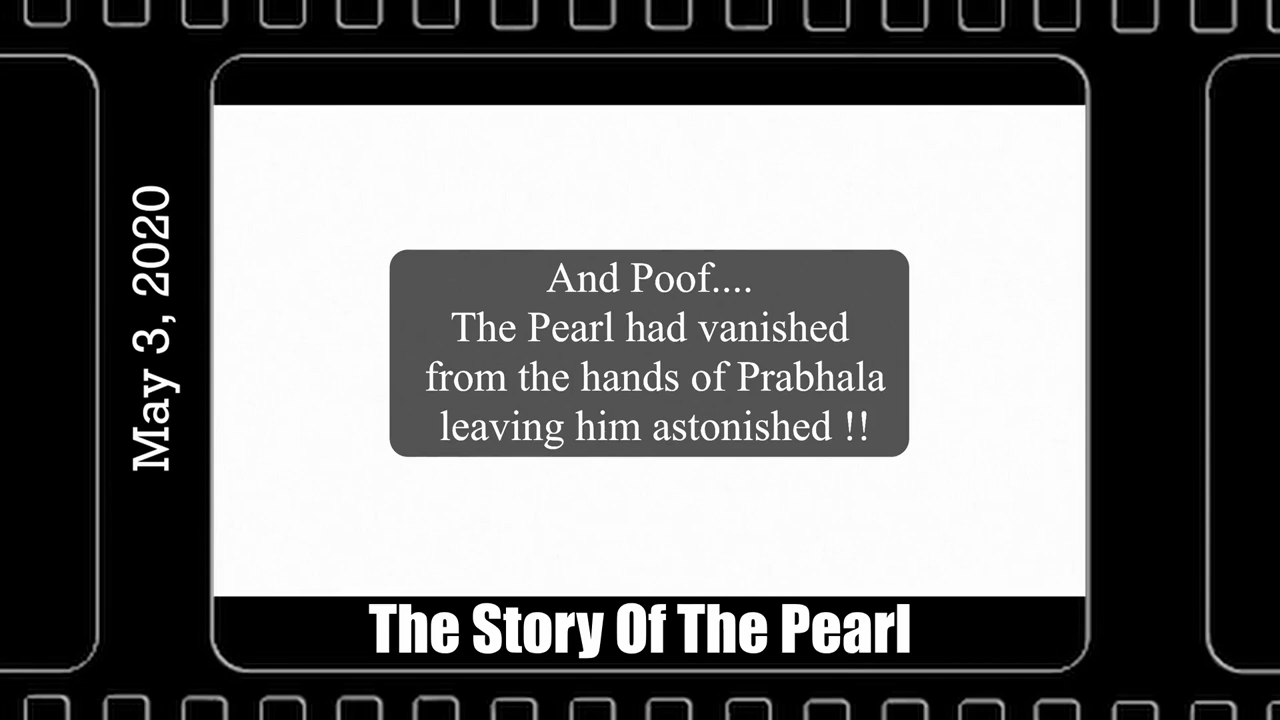 May 3, 2020
And Poof....
The Pearl had vanished
from the hands of Prabhala
leaving him astonished !!
The Story Of The Pearl